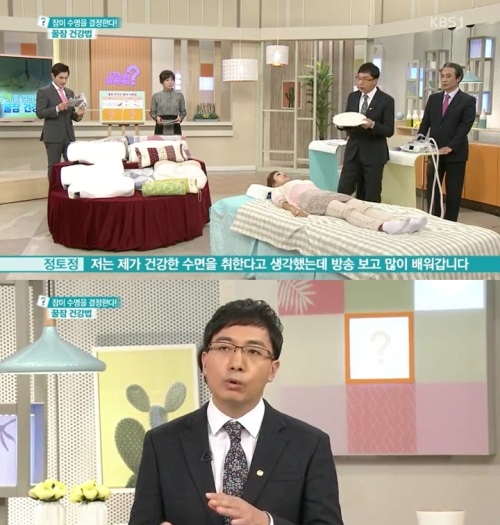 ? 잠이 수명을 결정한다!
꿀잠 건강법
KBS1
정토정 저는 제가 건강한 수면을 취한다고 생각했는데 방송 보고 많이 배워갑니다
? 잠이 수명을 결정한다!
꿀잠 건강법
?